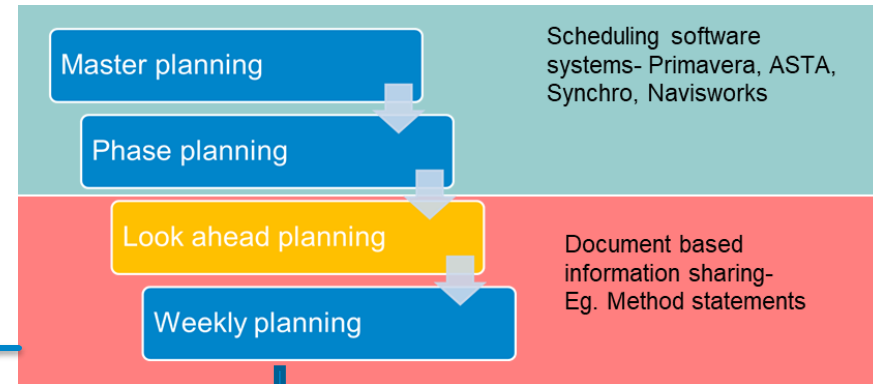 Master planning
Phase planning
Look ahead planning
Weekly planning
Scheduling software
systems- Primavera, ASTA,
Synchro, Navisworks
Document based
information sharing-
Eg. Method statements